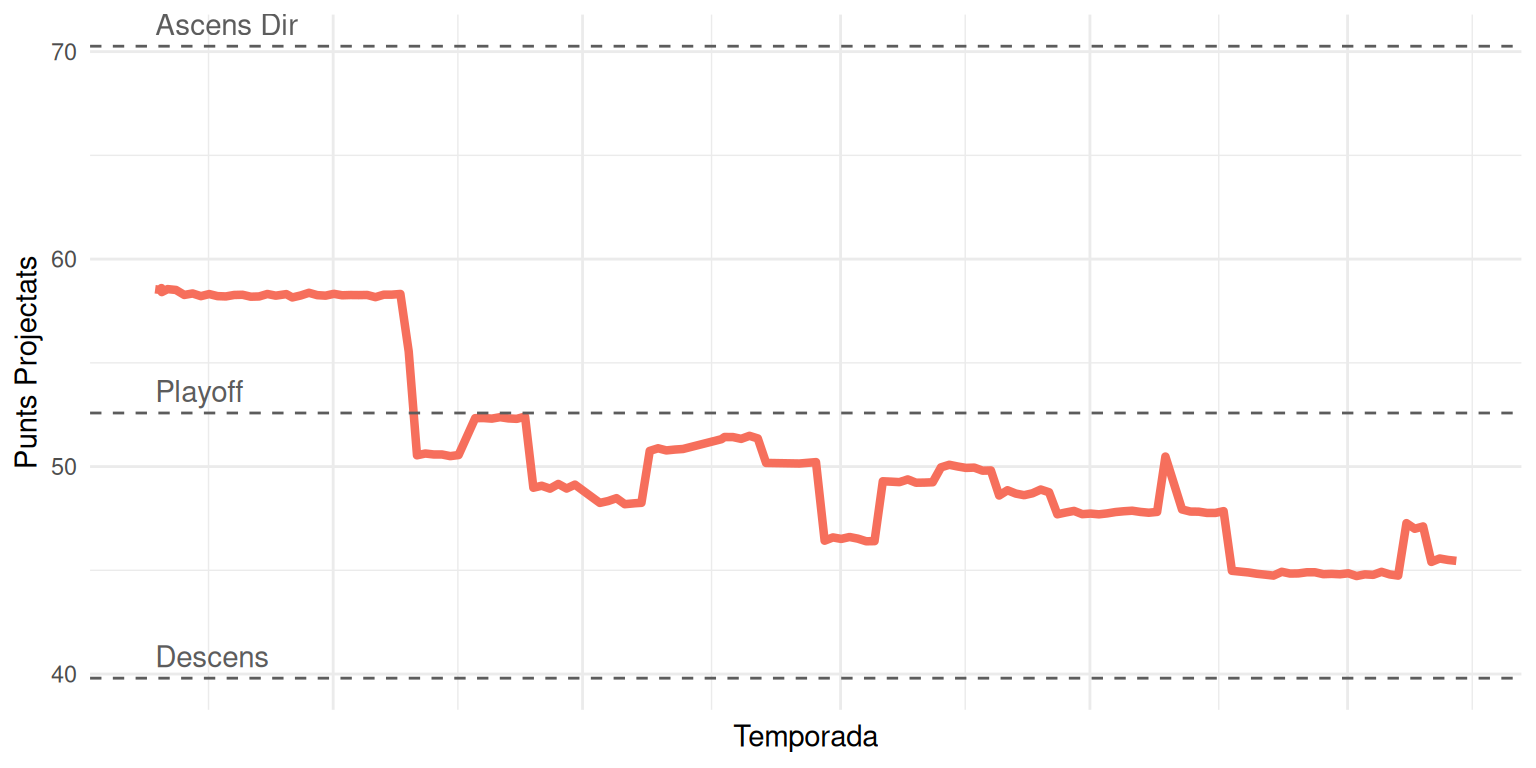 Ascens Dir
70
60
Punts Projectats
Playoff
50
Descens
40
Temporada